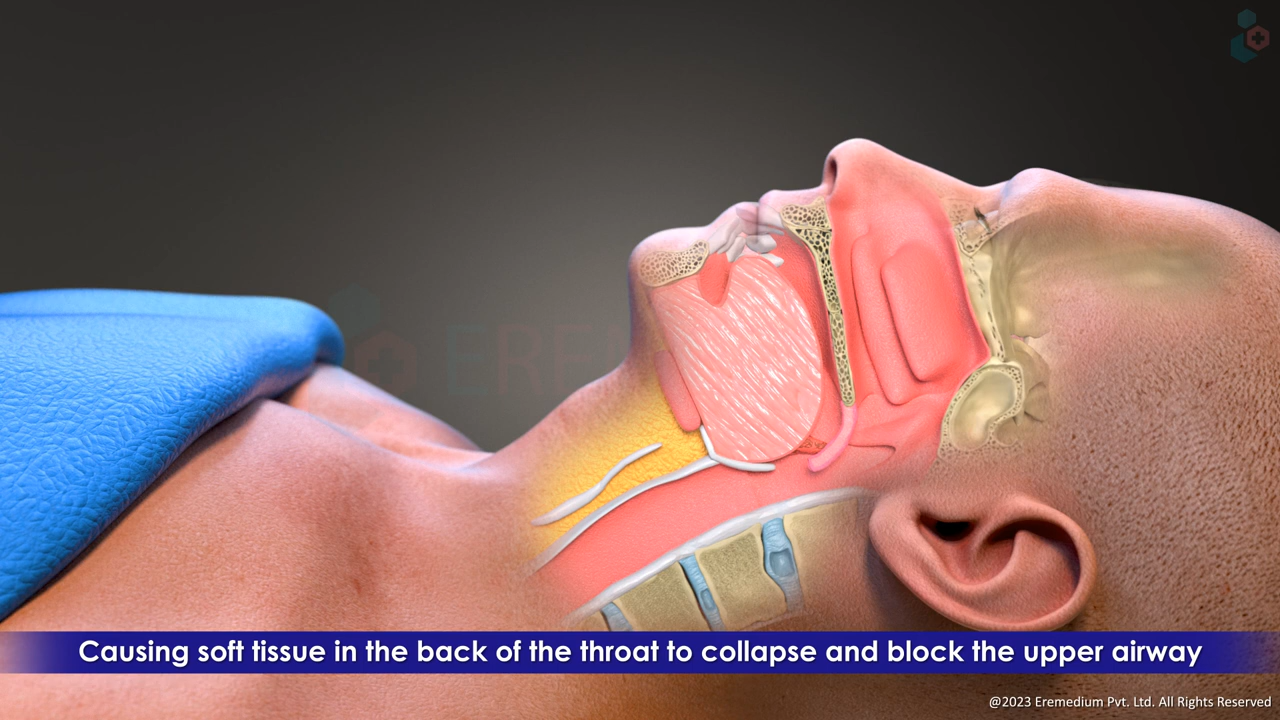 Causing soft tissue in the back of the throat to collapse and block the upper airway
@2023 Eremedium Pvt. Ltd. All Rights Reserved